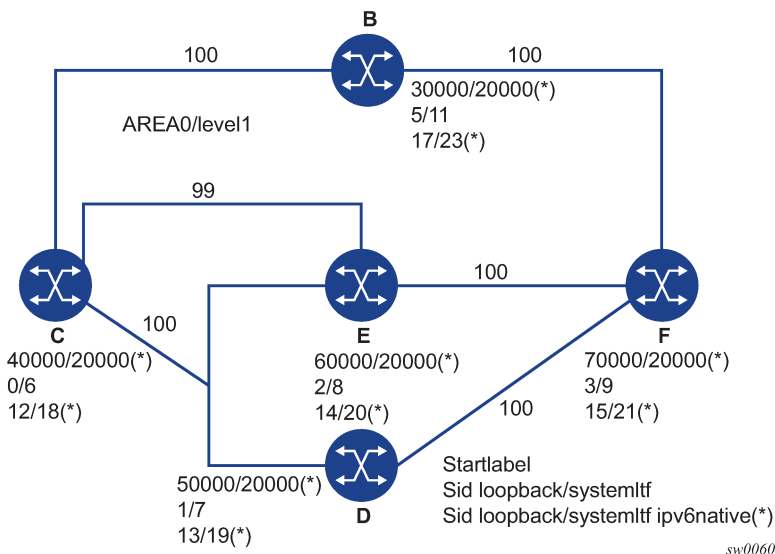 B
100
100
30000/20000(*)
5/11
17/23(*)
AREA0/level1
99
100
100
C
40000/20000(*)
0/6
12/18(*)
E
60000/20000(*)
2/8
14/20(*)
F
70000/20000(*)
3/9
15/21(*)
100
50000/20000(*)
1/7
13/19(*)
D
Startlabel
Sid loopback/systemItf
Sid loopback/systemItf ipv6native(*)
sw0060